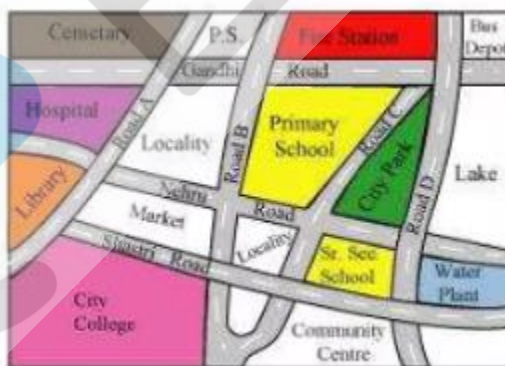 Cemetary
P.S.
Fire Station
Bus
Depot
Gandhi Road
Hospital
Road A
Locality
Road B
Primary
School
Road C
City Park
Road D
Lake
Library
Nehru Road
Market
Locality
Shastri Road
Sr. Sec.
School
Water
Plant
City
College
Community
Centre